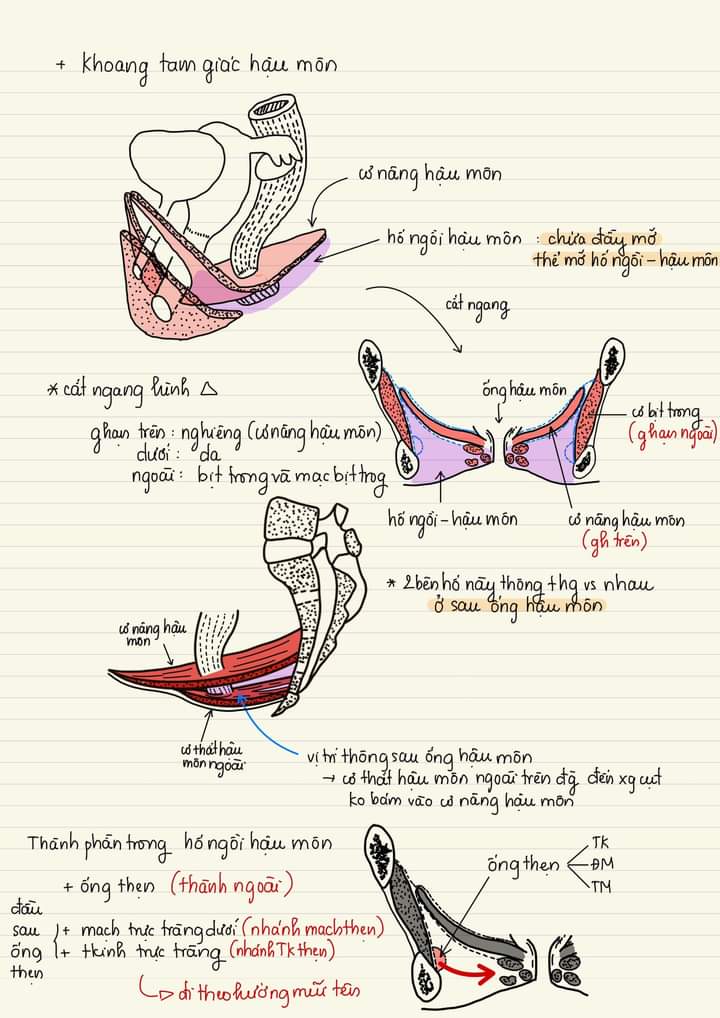 + Khoang tam giác hậu môn
cơ nâng hậu môn
hố ngồi hậu môn : chứa đầy mỡ
thể mỡ hố ngồi – hậu môn
cắt ngang
* cắt ngang hình △
ống hậu môn
cơ bịt trong
(ghạn ngoài)
ghạn trên : nghiêng (cơ nâng hậu môn)
dưới : da
ngoài : bịt trong và mạc bịt trog
hố ngồi – hậu môn
cơ nâng hậu môn
(gh trên)
* 2 bên hố này thông thg vs nhau
ở sau ống hậu môn
cơ nâng hậu
môn
cơ thắt hậu
môn ngoài
vị trí thông sau ống hậu môn
→ cơ thắt hậu môn ngoài trên đg đến xg cụt
ko bám vào cơ nâng hậu môn
Thành phần trong hố ngồi hậu môn
+ ống thẹn (thành ngoài)
đầu
sau
ống
thẹn
+ mạch trực tràng dưới (nhánh mạch thẹn)
+ tkinh trực tràng (nhánh TK thẹn)
↳ đi theo hướng mũi tên
ống thẹn
TK
ĐM
TM